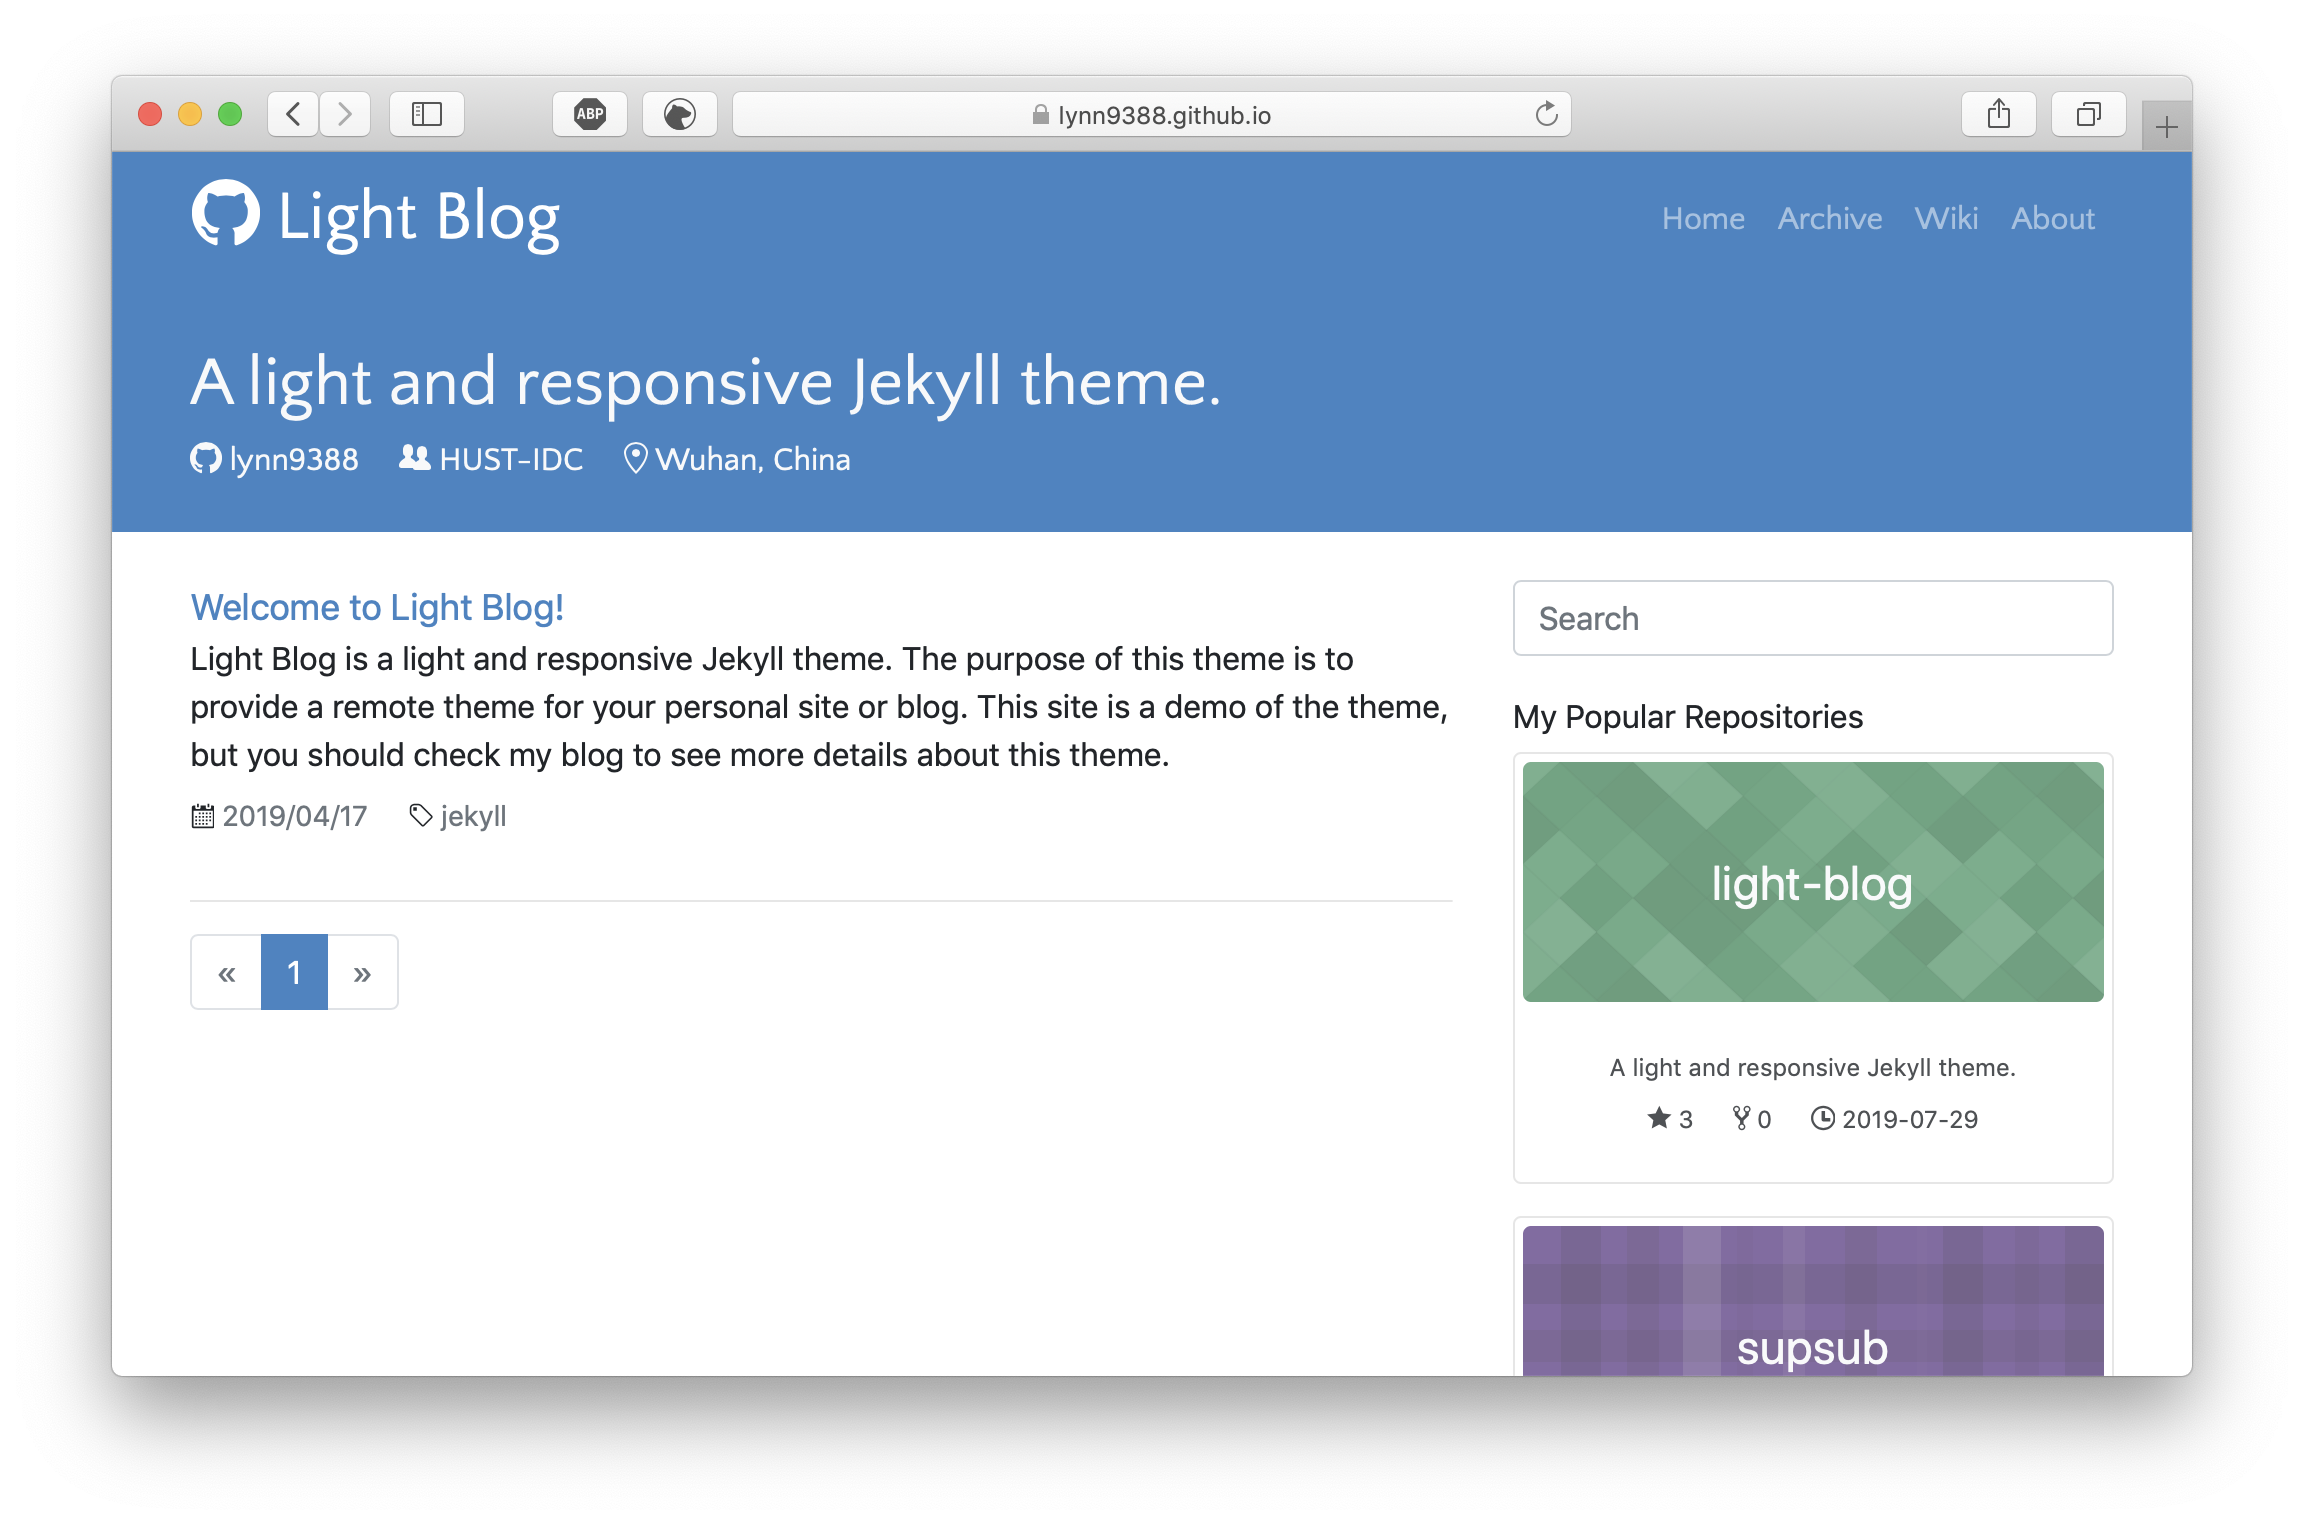 ABP
lynn9388.github.io
Light Blog
Home Archive Wiki About
A light and responsive Jekyll theme.
lynn9388 HUST-IDC Wuhan, China
Welcome to Light Blog!
Light Blog is a light and responsive Jekyll theme. The purpose of this theme is to
provide a remote theme for your personal site or blog. This site is a demo of the theme,
but you should check my blog to see more details about this theme.
2019/04/17 jekyll
« 1 »
Search
My Popular Repositories
light-blog
A light and responsive Jekyll theme.
3 0 2019-07-29
supsub